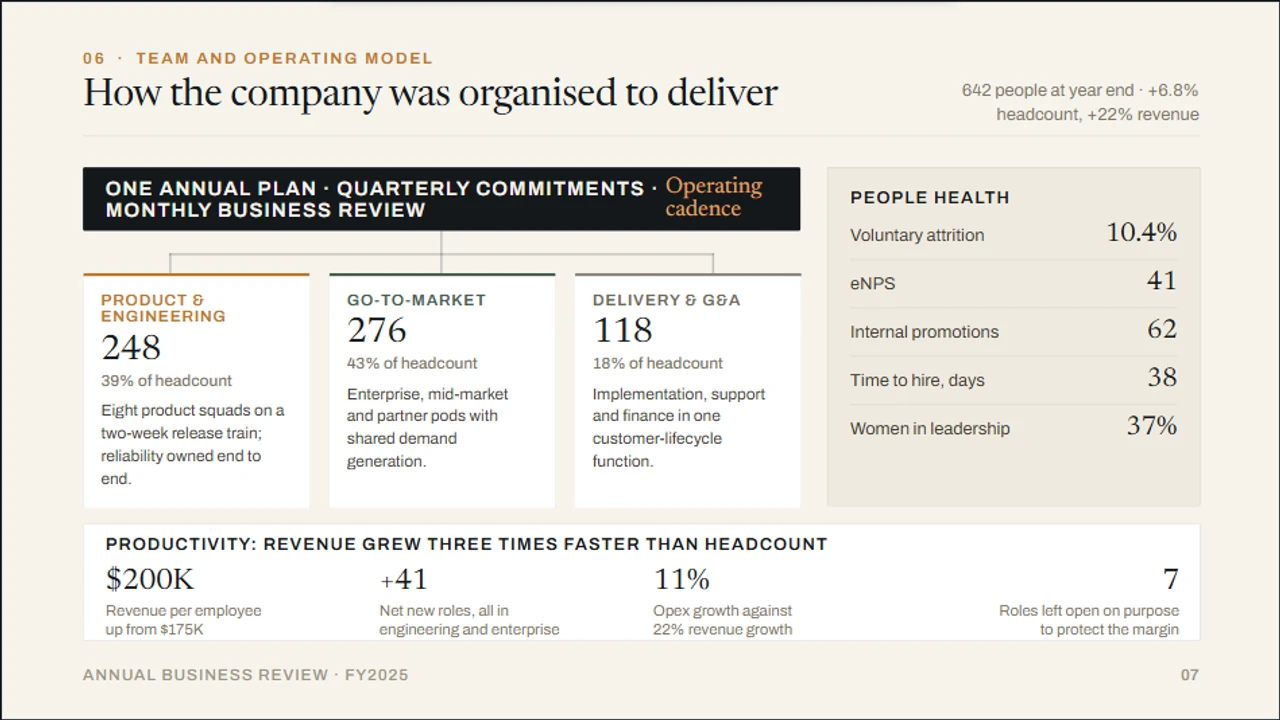 06 · TEAM AND OPERATING MODEL
How the company was organised to deliver
642 people at year end · +6.8%
headcount, +22% revenue
ONE ANNUAL PLAN · QUARTERLY COMMITMENTS ·
MONTHLY BUSINESS REVIEW
Operating
cadence
PRODUCT &
ENGINEERING
248
39% of headcount
Eight product squads on a
two-week release train;
reliability owned end to
end.
GO-TO-MARKET
276
43% of headcount
Enterprise, mid-market
and partner pods with
shared demand
generation.
DELIVERY & G&A
118
18% of headcount
Implementation, support
and finance in one
customer-lifecycle
function.
PEOPLE HEALTH
Voluntary attrition 10.4%
eNPS 41
Internal promotions 62
Time to hire, days 38
Women in leadership 37%
PRODUCTIVITY: REVENUE GREW THREE TIMES FASTER THAN HEADCOUNT
$200K
Revenue per employee
up from $175K
+41
Net new roles, all in
engineering and enterprise
11%
Opex growth against
22% revenue growth
7
Roles left open on purpose
to protect the margin
ANNUAL BUSINESS REVIEW · FY2025
07